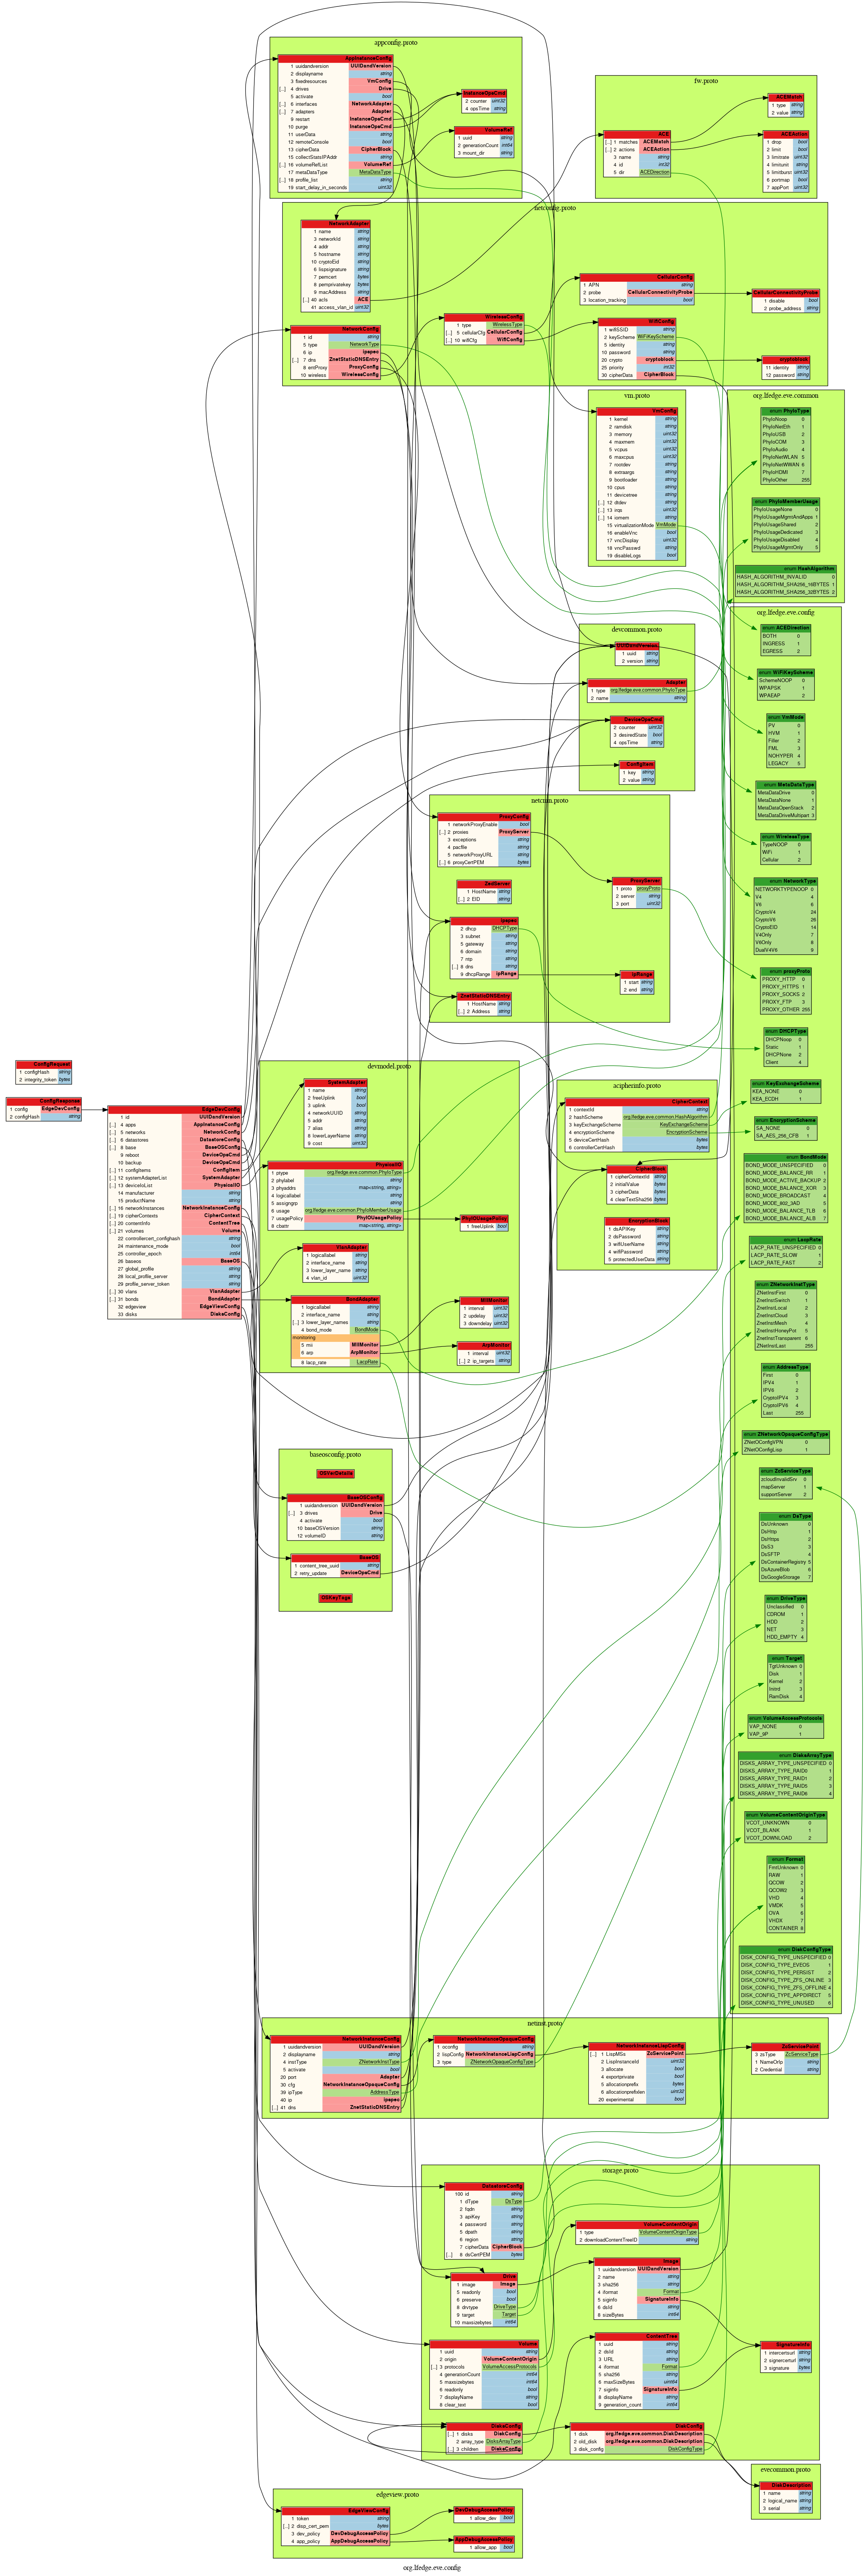 appconfig.proto
AppInstanceConfig
1 uuidandversion UUIDandVersion
2 displayname string
3 fixedresources VmConfig
[...] 4 drives Drive
5 activate bool
[...] 6 interfaces NetworkAdapter
[...] 7 adapters Adapter
9 restart InstanceOpsCmd
10 purge InstanceOpsCmd
11 userData string
12 remoteConsole bool
13 cipherData CipherBlock
15 collectStatsIPAddr string
[...] 16 volumeRefList VolumeRef
17 metaDataType MetaDataType
[...] 18 profile_list string
19 start_delay_in_seconds uint32
InstanceOpsCmd
2 counter uint32
4 opsTime string
VolumeRef
1 uuid string
2 generationCount int64
3 mount_dir string
fw.proto
ACE
[...] 1 matches ACEMatch
[...] 2 actions ACEAction
3 name string
4 id int32
5 dir ACEDirection
ACEMatch
1 type string
2 value string
ACEAction
1 drop bool
2 limit bool
3 limitrate uint32
4 limitunit string
5 limitburst uint32
6 portmap bool
7 appPort uint32
netconfig.proto
NetworkAdapter
1 name string
3 networkId string
4 addr string
5 hostname string
10 cryptoEid string
6 lispsignature string
7 pemcert bytes
8 pemprivatekey bytes
9 macAddress string
[...] 40 acls ACE
41 access_vlan_id uint32
NetworkConfig
1 id string
5 type NetworkType
6 ip ipspec
[...] 7 dns ZnetStaticDNSEntry
8 entProxy ProxyConfig
10 wireless WirelessConfig
WirelessConfig
1 type WirelessType
[...] 5 cellularCfg CellularConfig
[...] 10 wifiCfg WifiConfig
CellularConfig
1 APN string
2 probe CellularConnectivityProbe
3 location_tracking bool
CellularConnectivityProbe
1 disable bool
2 probe_address string
WifiConfig
1 wifiSSID string
2 keyScheme WiFiKeyScheme
5 identity string
10 password string
20 crypto cryptoblock
25 priority int32
30 cipherData CipherBlock
cryptoblock
11 identity string
12 password string
vm.proto
VmConfig
1 kernel string
2 ramdisk string
3 memory uint32
4 maxmem uint32
5 vcpus uint32
6 maxcpus uint32
7 rootdev string
8 extraargs string
9 bootloader string
10 cpus string
11 devicetree string
[...] 12 dtdev string
[...] 13 irqs uint32
[...] 14 iomem string
15 virtualizationMode VmMode
16 enableVnc bool
17 vncDisplay uint32
18 vncPasswd string
19 disableLogs bool
org.lfedge.eve.common
enum PhyIoType
PhyIoNoop 0
PhyIoNetEth 1
PhyIoUSB 2
PhyIoCOM 3
PhyIoAudio 4
PhyIoNetWLAN 5
PhyIoNetWWAN 6
PhyIoHDMI 7
PhyIoOther 255
enum PhyIoMemberUsage
PhyIoUsageNone 0
PhyIoUsageMgmtAndApps 1
PhyIoUsageShared 2
PhyIoUsageDedicated 3
PhyIoUsageDisabled 4
PhyIoUsageMgmtOnly 5
enum HashAlgorithm
HASH_ALGORITHM_INVALID 0
HASH_ALGORITHM_SHA256_16BYTES 1
HASH_ALGORITHM_SHA256_32BYTES 2
org.lfedge.eve.config
enum ACEDirection
BOTH 0
INGRESS 1
EGRESS 2
enum WiFiKeyScheme
SchemeNOOP 0
WPAPSK 1
WPAEAP 2
enum VmMode
PV 0
HVM 1
Filler 2
FML 3
NOHYPER 4
LEGACY 5
enum MetaDataType
MetaDataDrive 0
MetaDataNone 1
MetaDataOpenStack 2
MetaDataDriveMultipart 3
enum WirelessType
TypeNOOP 0
WiFi 1
Cellular 2
enum NetworkType
NETWORKTYPENOOP 0
V4 4
V6 6
CryptoV4 24
CryptoV6 26
CryptoEID 14
V4Only 7
V6Only 8
DualV4V6 9
enum proxyProto
PROXY_HTTP 0
PROXY_HTTPS 1
PROXY_SOCKS 2
PROXY_FTP 3
PROXY_OTHER 255
enum DHCPType
DHCPNoop 0
Static 1
DHCPNone 2
Client 4
enum KeyExchangeScheme
KEA_NONE 0
KEA_ECDH 1
enum EncryptionScheme
SA_NONE 0
SA_AES_256_CFB 1
enum BondMode
BOND_MODE_UNSPECIFIED 0
BOND_MODE_BALANCE_RR 1
BOND_MODE_ACTIVE_BACKUP 2
BOND_MODE_BALANCE_XOR 3
BOND_MODE_BROADCAST 4
BOND_MODE_802_3AD 5
BOND_MODE_BALANCE_TLB 6
BOND_MODE_BALANCE_ALB 7
enum LacpRate
LACP_RATE_UNSPECIFIED 0
LACP_RATE_SLOW 1
LACP_RATE_FAST 2
enum ZNetworkInstType
ZnetInstFirst 0
ZnetInstSwitch 1
ZnetInstLocal 2
ZnetInstCloud 3
ZnetInstMesh 4
ZnetInstHoneyPot 5
ZnetInstTransparent 6
ZNetInstLast 255
enum AddressType
First 0
IPV4 1
IPV6 2
CryptoIPV4 3
CryptoIPV6 4
Last 255
enum ZNetworkOpaqueConfigType
ZNetOConfigVPN 0
ZNetOConfigLisp 1
enum ZcServiceType
zcloudInvalidSrv 0
mapServer 1
supportServer 2
enum DsType
DsUnknown 0
DsHttp 1
DsHttps 2
DsS3 3
DsSFTP 4
DsContainerRegistry 5
DsAzureBlob 6
DsGoogleStorage 7
enum DriveType
Unclassified 0
CDROM 1
HDD 2
NET 3
HDD_EMPTY 4
enum Target
TgtUnknown 0
Disk 1
Kernel 2
Initrd 3
RamDisk 4
enum VolumeAccessProtocols
VAP_NONE 0
VAP_9P 1
enum DisksArrayType
DISKS_ARRAY_TYPE_UNSPECIFIED 0
DISKS_ARRAY_TYPE_RAID0 1
DISKS_ARRAY_TYPE_RAID1 2
DISKS_ARRAY_TYPE_RAID5 3
DISKS_ARRAY_TYPE_RAID6 4
enum VolumeContentOriginType
VCOT_UNKNOWN 0
VCOT_BLANK 1
VCOT_DOWNLOAD 2
enum Format
FmtUnknown 0
RAW 1
QCOW 2
QCOW2 3
VHD 4
VMDK 5
OVA 6
VHDX 7
CONTAINER 8
enum DiskConfigType
DISK_CONFIG_TYPE_UNSPECIFIED 0
DISK_CONFIG_TYPE_EVEOS 1
DISK_CONFIG_TYPE_PERSIST 2
DISK_CONFIG_TYPE_ZFS_ONLINE 3
DISK_CONFIG_TYPE_ZFS_OFFLINE 4
DISK_CONFIG_TYPE_APPDIRECT 5
DISK_CONFIG_TYPE_UNUSED 6
devcommon.proto
UUIDandVersion
1 uuid string
2 version string
Adapter
1 type org.lfedge.eve.common.PhyIoType
2 name string
DeviceOpsCmd
2 counter uint32
3 desiredState bool
4 opsTime string
ConfigItem
1 key string
2 value string
netcmn.proto
ProxyConfig
1 networkProxyEnable bool
[...] 2 proxies ProxyServer
3 exceptions string
4 pacfile string
5 networkProxyURL string
[...] 6 proxyCertPEM bytes
ProxyServer
1 proto proxyProto
2 server string
3 port uint32
ZedServer
1 HostName string
[...] 2 EID string
ipspec
2 dhcp DHCPType
3 subnet string
5 gateway string
6 domain string
7 ntp string
[...] 8 dns string
9 dhcpRange ipRange
ipRange
1 start string
2 end string
ZnetStaticDNSEntry
1 HostName string
[...] 2 Address string
ConfigRequest
1 configHash string
2 integrity_token bytes
ConfigResponse
1 config EdgeDevConfig
2 configHash string
EdgeDevConfig
1 id UUIDandVersion
[...] 4 apps AppInstanceConfig
[...] 5 networks NetworkConfig
[...] 6 datastores DatastoreConfig
[...] 8 base BaseOSConfig
9 reboot DeviceOpsCmd
10 backup DeviceOpsCmd
[...] 11 configItems ConfigItem
[...] 12 systemAdapterList SystemAdapter
[...] 13 deviceIoList PhysicalIO
14 manufacturer string
15 productName string
[...] 16 networkInstances NetworkInstanceConfig
[...] 19 cipherContexts CipherContext
[...] 20 contentInfo ContentTree
[...] 21 volumes Volume
22 controllercert_confighash string
24 maintenance_mode bool
25 controller_epoch int64
26 baseos BaseOS
27 global_profile string
28 local_profile_server string
29 profile_server_token string
[...] 30 vlans VlanAdapter
[...] 31 bonds BondAdapter
32 edgeview EdgeViewConfig
33 disks DisksConfig
devmodel.proto
SystemAdapter
1 name string
2 freeUplink bool
3 uplink bool
4 networkUUID string
5 addr string
7 alias string
8 lowerLayerName string
9 cost uint32
PhysicalIO
1 ptype org.lfedge.eve.common.PhyIoType
2 phylabel string
3 phyaddrs map<string, string>
4 logicallabel string
5 assigngrp string
6 usage org.lfedge.eve.common.PhyIoMemberUsage
7 usagePolicy PhyIOUsagePolicy
8 cbattr map<string, string>
PhyIOUsagePolicy
1 freeUplink bool
VlanAdapter
1 logicallabel string
2 interface_name string
3 lower_layer_name string
4 vlan_id uint32
BondAdapter
1 logicallabel string
2 interface_name string
[...] 3 lower_layer_names string
4 bond_mode BondMode
monitoring
5 mii MIIMonitor
6 arp ArpMonitor
8 lacp_rate LacpRate
MIIMonitor
1 interval uint32
2 updelay uint32
3 downdelay uint32
ArpMonitor
1 interval uint32
[...] 2 ip_targets string
acipherinfo.proto
CipherContext
1 contextId string
2 hashScheme org.lfedge.eve.common.HashAlgorithm
3 keyExchangeScheme KeyExchangeScheme
4 encryptionScheme EncryptionScheme
5 deviceCertHash bytes
6 controllerCertHash bytes
CipherBlock
1 cipherContextId string
2 initialValue bytes
3 cipherData bytes
4 clearTextSha256 bytes
EncryptionBlock
1 dsAPIKey string
2 dsPassword string
3 wifiUserName string
4 wifiPassword string
5 protectedUserData string
baseosconfig.proto
OSVerDetails
BaseOSConfig
1 uuidandversion UUIDandVersion
[...] 3 drives Drive
4 activate bool
10 baseOSVersion string
12 volumeID string
BaseOS
1 content_tree_uuid string
2 retry_update DeviceOpsCmd
OSKeyTags
netinst.proto
NetworkInstanceConfig
1 uuidandversion UUIDandVersion
2 displayname string
4 instType ZNetworkInstType
5 activate bool
20 port Adapter
30 cfg NetworkInstanceOpaqueConfig
39 ipType AddressType
40 ip ipspec
[...] 41 dns ZnetStaticDNSEntry
NetworkInstanceOpaqueConfig
1 oconfig string
2 lispConfig NetworkInstanceLispConfig
3 type ZNetworkOpaqueConfigType
NetworkInstanceLispConfig
[...] 1 LispMSs ZcServicePoint
2 LispInstanceId uint32
3 allocate bool
4 exportprivate bool
5 allocationprefix bytes
6 allocationprefixlen uint32
20 experimental bool
ZcServicePoint
3 zsType ZcServiceType
1 NameOrIp string
2 Credential string
storage.proto
DatastoreConfig
100 id string
1 dType DsType
2 fqdn string
3 apiKey string
4 password string
5 dpath string
6 region string
7 cipherData CipherBlock
[...] 8 dsCertPEM bytes
VolumeContentOrigin
1 type VolumeContentOriginType
2 downloadContentTreeID string
Drive
1 image Image
5 readonly bool
6 preserve bool
8 drvtype DriveType
9 target Target
10 maxsizebytes int64
Image
1 uuidandversion UUIDandVersion
2 name string
3 sha256 string
4 iformat Format
5 siginfo SignatureInfo
6 dsId string
8 sizeBytes int64
Volume
1 uuid string
2 origin VolumeContentOrigin
[...] 3 protocols VolumeAccessProtocols
4 generationCount int64
5 maxsizebytes int64
6 readonly bool
7 displayName string
8 clear_text bool
ContentTree
1 uuid string
2 dsId string
3 URL string
4 iformat Format
5 sha256 string
6 maxSizeBytes uint64
7 siginfo SignatureInfo
8 displayName string
9 generation_count int64
SignatureInfo
1 intercertsurl string
2 signercerturl string
3 signature bytes
DisksConfig
[...] 1 disks DiskConfig
2 array_type DisksArrayType
[...] 3 children DisksConfig
DiskConfig
1 disk org.lfedge.eve.common.DiskDescription
2 old_disk org.lfedge.eve.common.DiskDescription
3 disk_config DiskConfigType
evecommon.proto
DiskDescription
1 name string
2 logical_name string
3 serial string
edgeview.proto
EdgeViewConfig
1 token string
[...] 2 disp_cert_pem bytes
3 dev_policy DevDebugAccessPolicy
4 app_policy AppDebugAccessPolicy
DevDebugAccessPolicy
1 allow_dev bool
AppDebugAccessPolicy
1 allow_app bool
org.lfedge.eve.config